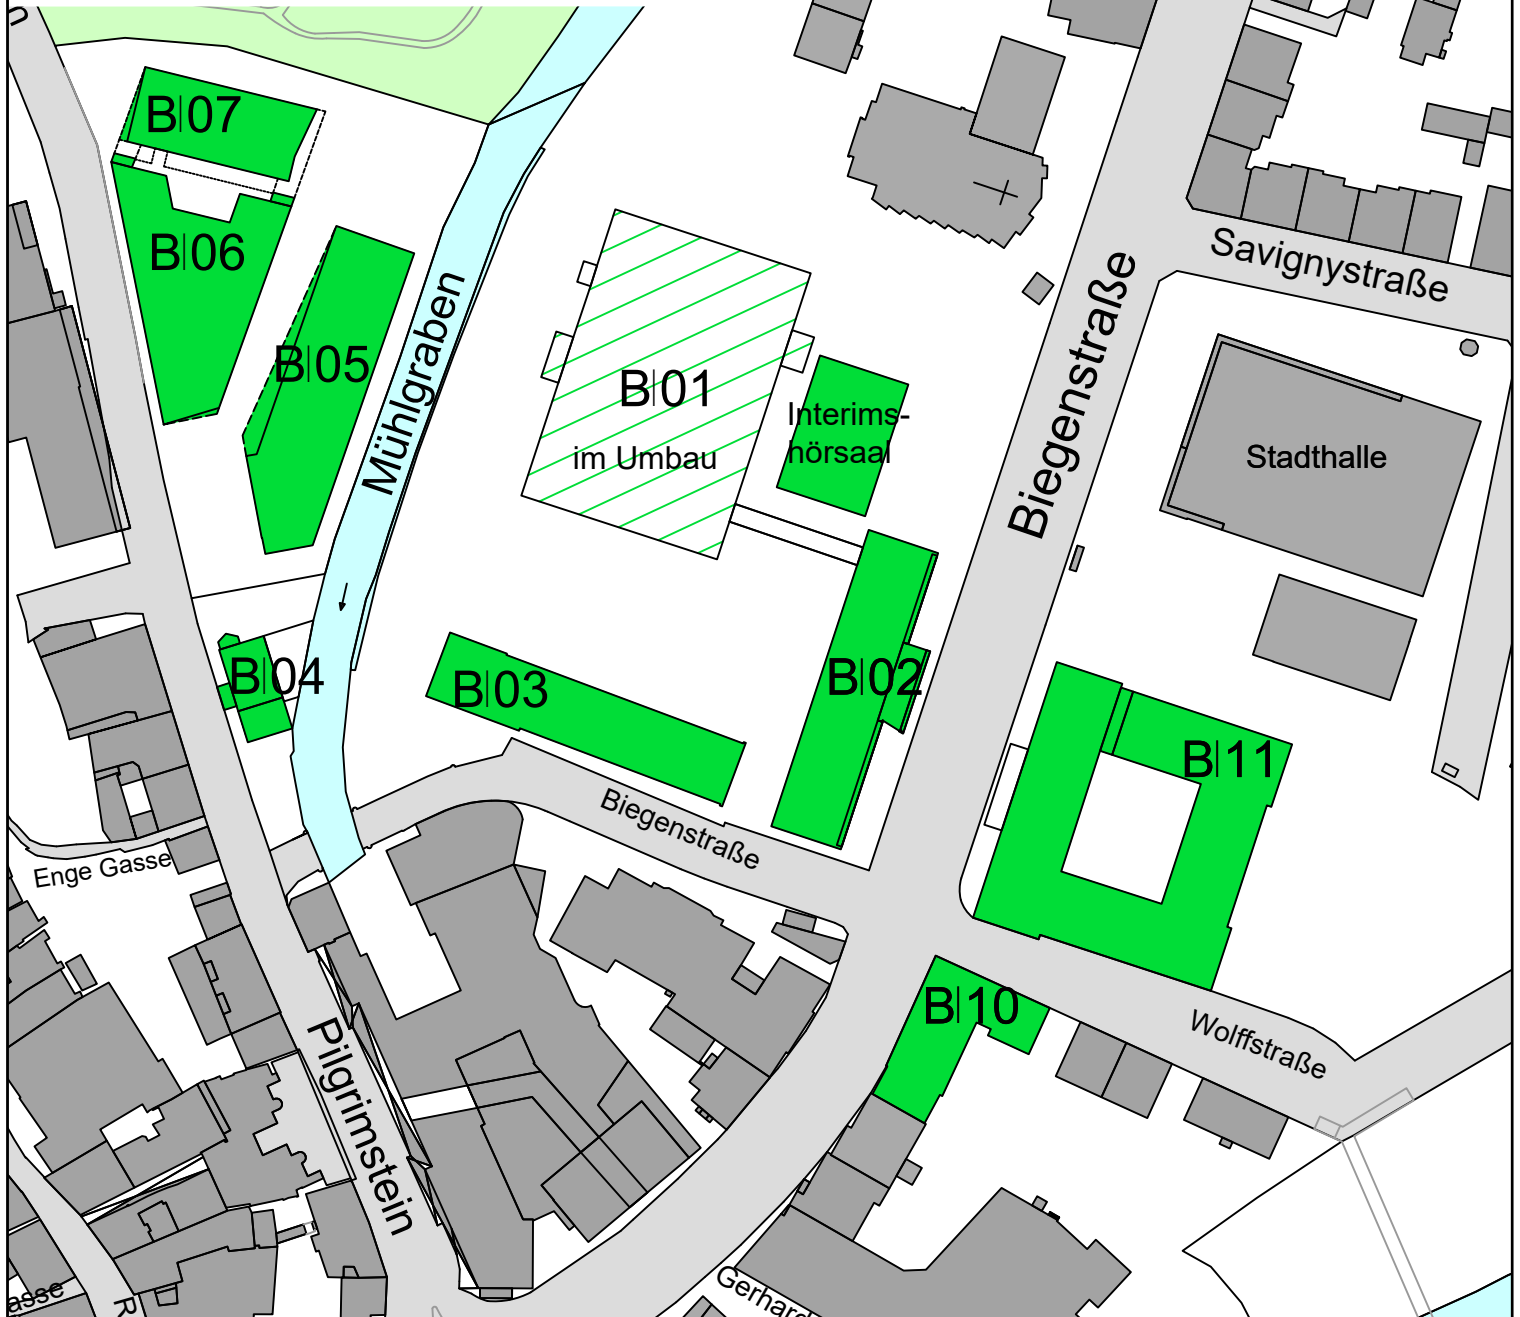 B|07
B|06
B|05
Mühlgraben
B|01
im Umbau
Interims-
hörsaal
Biegenstraße
Savignystraße
Stadthalle
B|04
B|03
B|02
B|11
Biegenstraße
Enge Gasse
B|10
Wolffstraße
Pilgrimstein
asse
R
Gerhard